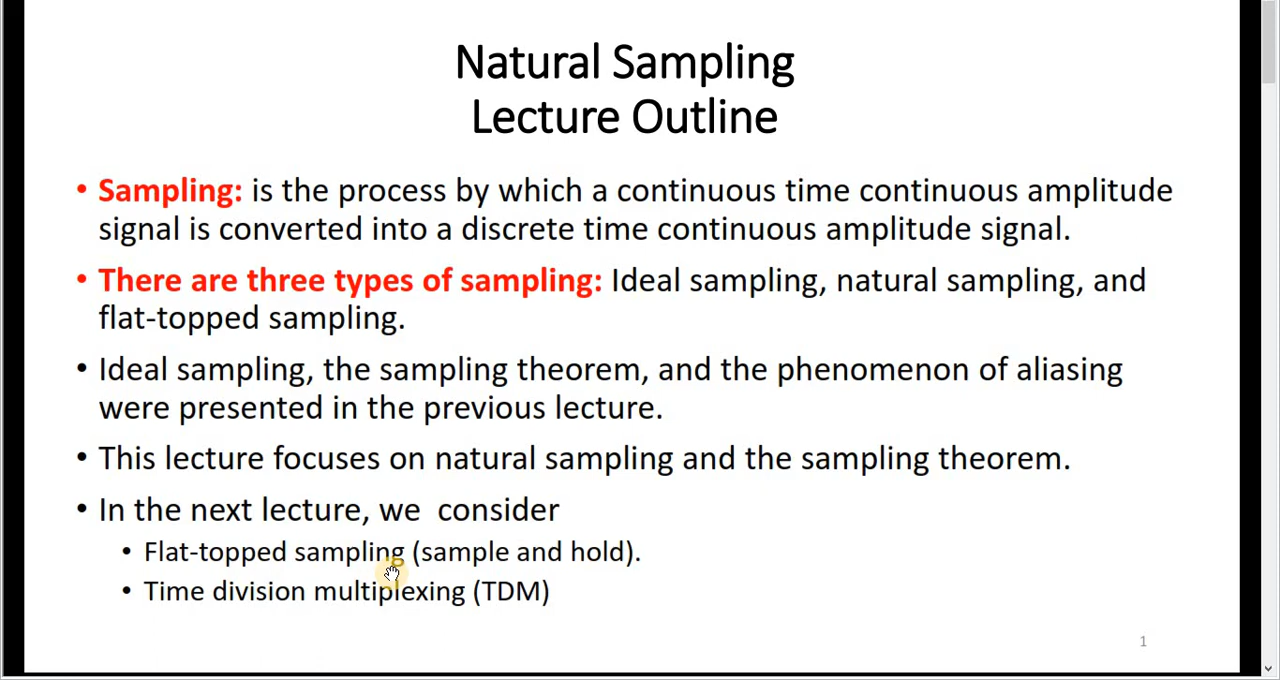 Natural Sampling
Lecture Outline
• Sampling: is the process by which a continuous time continuous amplitude
signal is converted into a discrete time continuous amplitude signal.
• There are three types of sampling: Ideal sampling, natural sampling, and
flat-topped sampling.
• Ideal sampling, the sampling theorem, and the phenomenon of aliasing
were presented in the previous lecture.
• This lecture focuses on natural sampling and the sampling theorem.
• In the next lecture, we  consider
• Flat-topped sampling (sample and hold).
• Time division multiplexing (TDM)
1